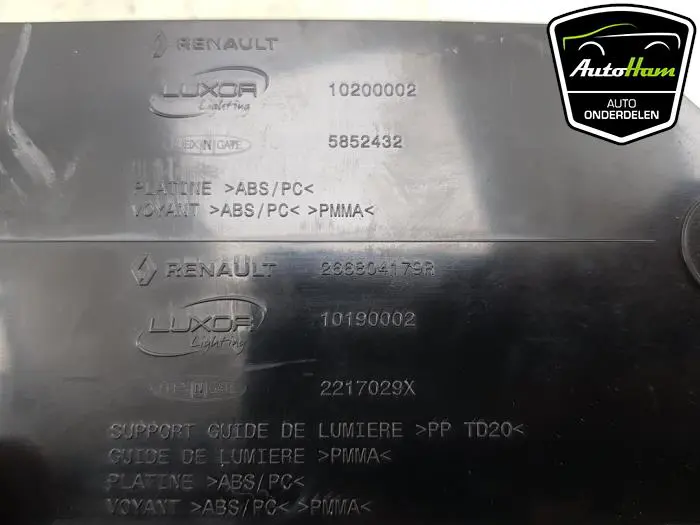 RENAULT
LUXOR 10200002
Lighting
5852432
PLATINE >ABS/PC<
VOYANT >ABS/PC< >PMMA<
RENAULT 266804179R
LUXOR 10190002
Lighting
2217029X
SUPPORT GUIDE DE LUMIERE >PP TD20<
GUIDE DE LUMIERE >PMMA<
PLATINE >ABS/PC<
VOYANT >ABS/PC< >PMMA<
AutoHam
AUTO
ONDERDELEN